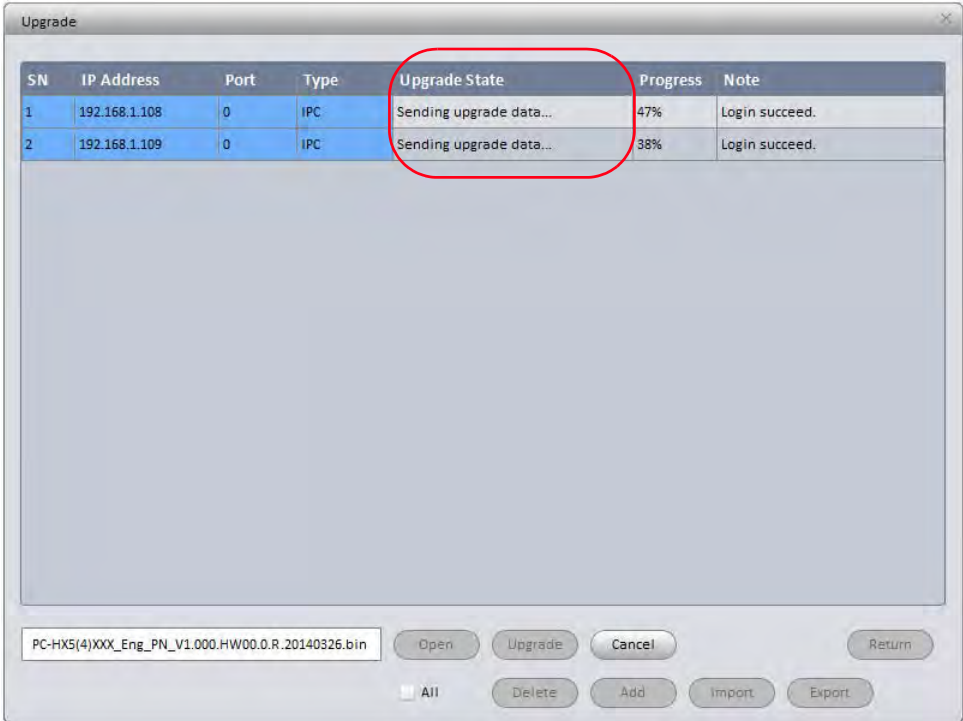 Upgrade
SN IP Address Port Type Upgrade State Progress Note
1 192.168.1.108 0 IPC Sending upgrade data... 47% Login succeed.
2 192.168.1.109 0 IPC Sending upgrade data... 38% Login succeed.
PC-HX5(4)XXX_Eng_PN_V1.000.HW00.0.R.20140326.bin Open Upgrade Cancel Return
All Delete Add Import Export